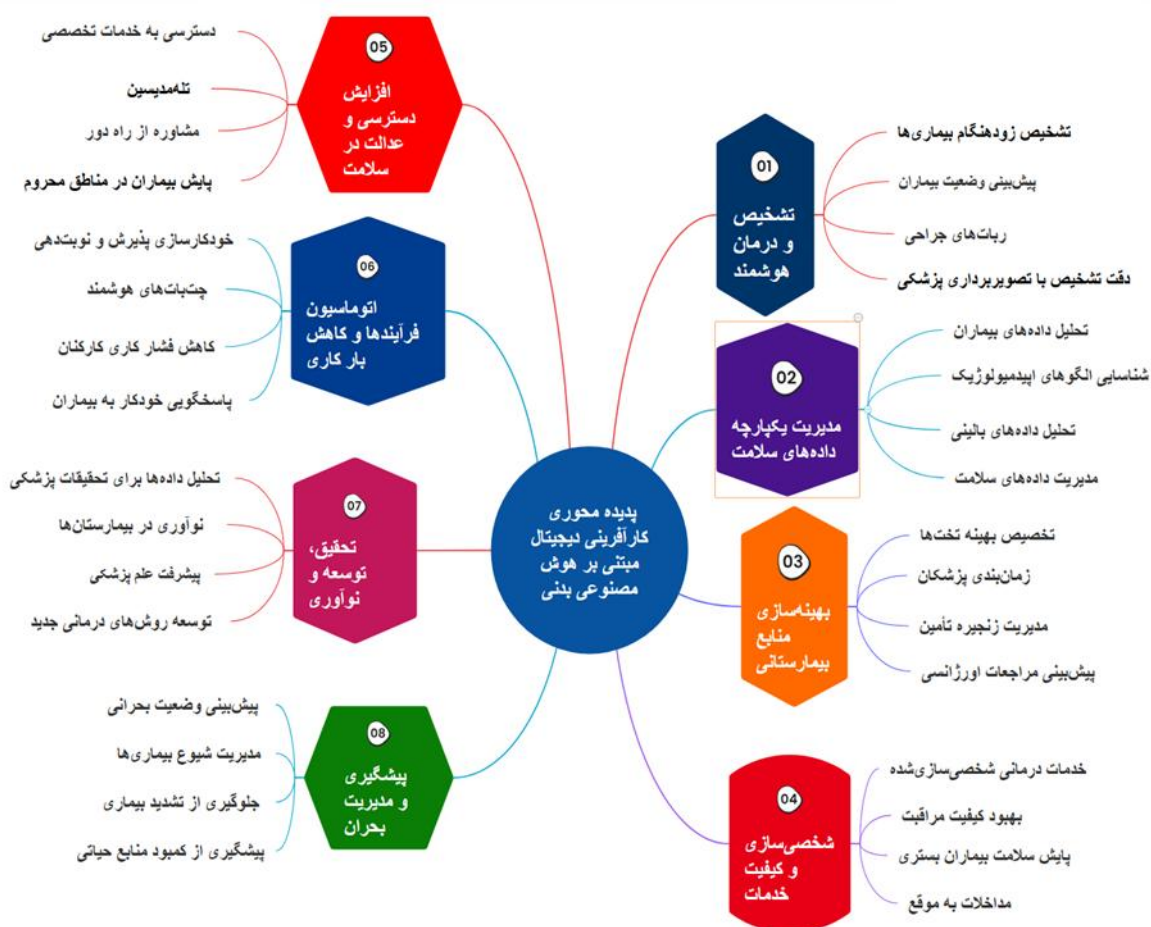 پدیده محوری
کارآفرینی دیجیتال
مبتنی بر هوش
مصنوعی بدنی
01
تشخیص
و درمان
هوشمند
تشخیص زودهنگام بیماری‌ها
پیش‌بینی وضعیت بیماران
ربات‌های جراحی
دقت تشخیص با تصویربرداری پزشکی
02
مدیریت یکپارچه
داده‌های سلامت
تحلیل داده‌های بیماران
شناسایی الگوهای اپیدمیولوژیک
تحلیل داده‌های بالینی
مدیریت داده‌های سلامت
03
بهینه‌سازی
منابع
بیمارستانی
تخصیص بهینه تخت‌ها
زمان‌بندی پزشکان
مدیریت زنجیره تأمین
پیش‌بینی مراجعات اورژانسی
04
شخصی‌سازی
و کیفیت
خدمات
خدمات درمانی شخصی‌سازی‌شده
بهبود کیفیت مراقبت
پایش سلامت بیماران بستری
مداخلات به موقع
05
افزایش
دسترسی و
عدالت در
سلامت
دسترسی به خدمات تخصصی
تله‌مدیسین
مشاوره از راه دور
پایش بیماران در مناطق محروم
06
اتوماسیون
فرآیندها و کاهش
بار کاری
خودکارسازی پذیرش و نوبت‌دهی
چت‌بات‌های هوشمند
کاهش فشار کاری کارکنان
پاسخگویی خودکار به بیماران
07
تحقیق،
توسعه و
نوآوری
تحلیل داده‌ها برای تحقیقات پزشکی
نوآوری در بیمارستان‌ها
پیشرفت علم پزشکی
توسعه روش‌های درمانی جدید
08
پیشگیری
و مدیریت
بحران
پیش‌بینی وضعیت بحرانی
مدیریت شیوع بیماری‌ها
جلوگیری از تشدید بیماری
پیشگیری از کمبود منابع حیاتی